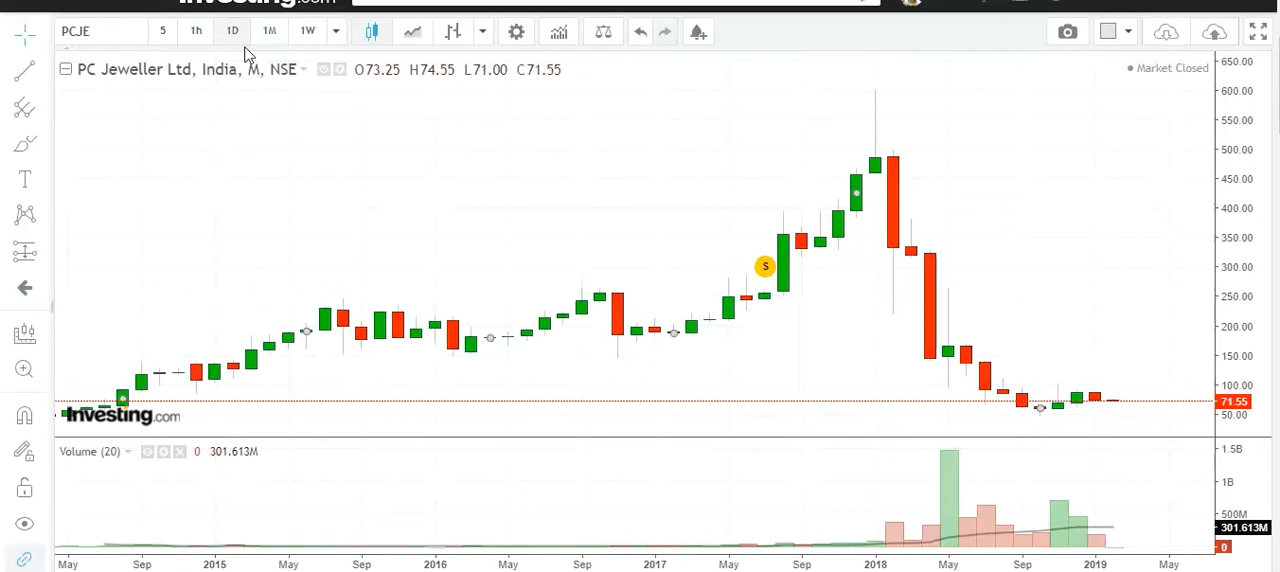 Investing.com
PCJE 5 1h 1D 1M 1W
PC Jeweller Ltd, India, M, NSE O73.25 H74.55 L71.00 C71.55
Market Closed
650.00
600.00
550.00
500.00
450.00
400.00
350.00
300.00
250.00
200.00
150.00
100.00
71.55
50.00
S
T
Investing.com
Volume (20) 0 301.613M
1.5B
1B
500M
301.613M
0
May Sep 2015 May Sep 2016 May Sep 2017 May Sep 2018 May Sep 2019 May